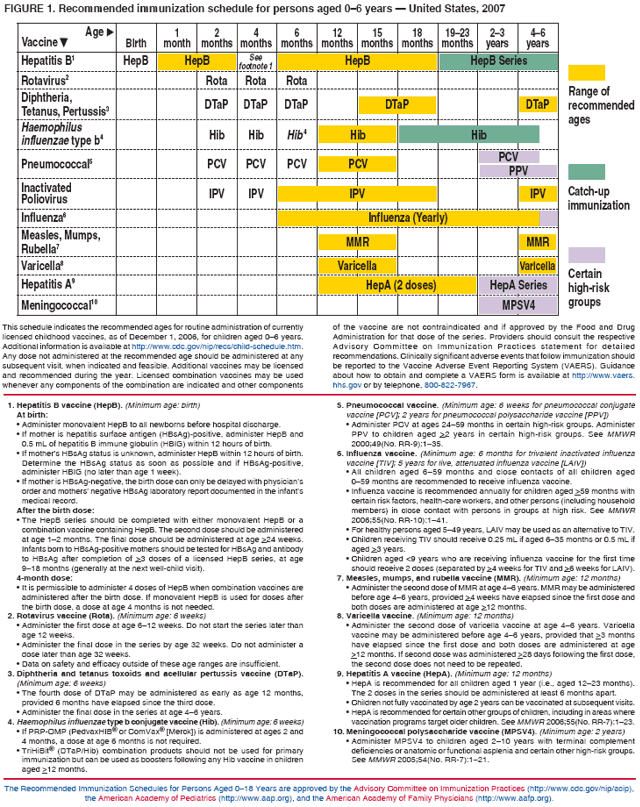 FIGURE 1. Recommended immunization schedule for persons aged 0–6 years — United States, 2007
Vaccine▼ Age► Birth 1 month 2 months 4 months 6 months 12 months 15 months 18 months 19–23 months 2–3 years 4–6 years
Hepatitis B¹ HepB HepB See footnote 1 HepB HepB Series
Rotavirus² Rota Rota Rota
Diphtheria, Tetanus, Pertussis³ DTaP DTaP DTaP DTaP DTaP
Haemophilus influenzae type b⁴ Hib Hib Hib⁴ Hib Hib
Pneumococcal⁵ PCV PCV PCV PCV PCV PPV
Inactivated Poliovirus IPV IPV IPV IPV
Influenza⁶ Influenza (Yearly)
Measles, Mumps, Rubella⁷ MMR MMR
Varicella⁸ Varicella Varicella
Hepatitis A⁹ HepA (2 doses) HepA Series
Meningococcal¹⁰ MPSV4
Range of recommended ages
Catch-up immunization
Certain high-risk groups
This schedule indicates the recommended ages for routine administration of currently
licensed childhood vaccines, as of December 1, 2006, for children aged 0–6 years.
Additional information is available at http://www.cdc.gov/nip/recs/child-schedule.htm.
Any dose not administered at the recommended age should be administered at any
subsequent visit, when indicated and feasible. Additional vaccines may be licensed
and recommended during the year. Licensed combination vaccines may be used
whenever any components of the combination are indicated and other components
of the vaccine are not contraindicated and if approved by the Food and Drug
Administration for that dose of the series. Providers should consult the respective
Advisory Committee on Immunization Practices statement for detailed
recommendations. Clinically significant adverse events that follow immunization should
be reported to the Vaccine Adverse Event Reporting System (VAERS). Guidance
about how to obtain and complete a VAERS form is available at http://www.vaers.
hhs.gov or by telephone, 800-822-7967.
1. Hepatitis B vaccine (HepB). (Minimum age: birth)
At birth:
• Administer monovalent HepB to all newborns before hospital discharge.
• If mother is hepatitis surface antigen (HBsAg)-positive, administer HepB and
0.5 mL of hepatitis B immune globulin (HBIG) within 12 hours of birth.
• If mother's HBsAg status is unknown, administer HepB within 12 hours of birth.
Determine the HBsAg status as soon as possible and if HBsAg-positive,
administer HBIG (no later than age 1 week).
• If mother is HBsAg-negative, the birth dose can only be delayed with physician's
order and mothers' negative HBsAg laboratory report documented in the infant's
medical record.
After the birth dose:
• The HepB series should be completed with either monovalent HepB or a
combination vaccine containing HepB. The second dose should be administered
at age 1–2 months. The final dose should be administered at age ≥24 weeks.
Infants born to HBsAg-positive mothers should be tested for HBsAg and antibody
to HBsAg after completion of ≥3 doses of a licensed HepB series, at age
9–18 months (generally at the next well-child visit).
4-month dose:
• It is permissible to administer 4 doses of HepB when combination vaccines are
administered after the birth dose. If monovalent HepB is used for doses after
the birth dose, a dose at age 4 months is not needed.
2. Rotavirus vaccine (Rota). (Minimum age: 6 weeks)
• Administer the first dose at age 6–12 weeks. Do not start the series later than
age 12 weeks.
• Administer the final dose in the series by age 32 weeks. Do not administer a
dose later than age 32 weeks.
• Data on safety and efficacy outside of these age ranges are insufficient.
3. Diphtheria and tetanus toxoids and acellular pertussis vaccine (DTaP).
(Minimum age: 6 weeks)
• The fourth dose of DTaP may be administered as early as age 12 months,
provided 6 months have elapsed since the third dose.
• Administer the final dose in the series at age 4–6 years.
4. Haemophilus influenzae type b conjugate vaccine (Hib). (Minimum age: 6 weeks)
• If PRP-OMP (PedvaxHIB® or ComVax® [Merck]) is administered at ages 2 and
4 months, a dose at age 6 months is not required.
• TriHiBit® (DTaP/Hib) combination products should not be used for primary
immunization but can be used as boosters following any Hib vaccine in children
aged ≥12 months.
5. Pneumococcal vaccine. (Minimum age: 6 weeks for pneumococcal conjugate
vaccine [PCV]; 2 years for pneumococcal polysaccharide vaccine [PPV])
• Administer PCV at ages 24–59 months in certain high-risk groups. Administer
PPV to children aged ≥2 years in certain high-risk groups. See MMWR
2000;49(No. RR-9):1–35.
6. Influenza vaccine. (Minimum age: 6 months for trivalent inactivated influenza
vaccine [TIV]; 5 years for live, attenuated influenza vaccine [LAIV])
• All children aged 6–59 months and close contacts of all children aged
0–59 months are recommended to receive influenza vaccine.
• Influenza vaccine is recommended annually for children aged ≥59 months with
certain risk factors, health-care workers, and other persons (including household
members) in close contact with persons in groups at high risk. See MMWR
2006;55(No. RR-10):1–41.
• For healthy persons aged 5–49 years, LAIV may be used as an alternative to TIV.
• Children receiving TIV should receive 0.25 mL if aged 6–35 months or 0.5 mL if
aged ≥3 years.
• Children aged <9 years who are receiving influenza vaccine for the first time
should receive 2 doses (separated by ≥4 weeks for TIV and ≥6 weeks for LAIV).
7. Measles, mumps, and rubella vaccine (MMR). (Minimum age: 12 months)
• Administer the second dose of MMR at age 4–6 years. MMR may be administered
before age 4–6 years, provided ≥4 weeks have elapsed since the first dose and
both doses are administered at age ≥12 months.
8. Varicella vaccine. (Minimum age: 12 months)
• Administer the second dose of varicella vaccine at age 4–6 years. Varicella
vaccine may be administered before age 4–6 years, provided that ≥3 months
have elapsed since the first dose and both doses are administered at age
≥12 months. If second dose was administered ≥28 days following the first dose,
the second dose does not need to be repeated.
9. Hepatitis A vaccine (HepA). (Minimum age: 12 months)
• HepA is recommended for all children aged 1 year (i.e., aged 12–23 months).
The 2 doses in the series should be administered at least 6 months apart.
• Children not fully vaccinated by age 2 years can be vaccinated at subsequent visits.
• HepA is recommended for certain other groups of children, including in areas where
vaccination programs target older children. See MMWR 2006;55(No. RR-7):1–23.
10. Meningococcal polysaccharide vaccine (MPSV4). (Minimum age: 2 years)
• Administer MPSV4 to children aged 2–10 years with terminal complement
deficiencies or anatomic or functional asplenia and certain other high-risk groups.
See MMWR 2005;54(No. RR-7):1–21.
The Recommended Immunization Schedules for Persons Aged 0–18 Years are approved by the Advisory Committee on Immunization Practices (http://www.cdc.gov/nip/acip),
the American Academy of Pediatrics (http://www.aap.org), and the American Academy of Family Physicians (http://www.aafp.org).